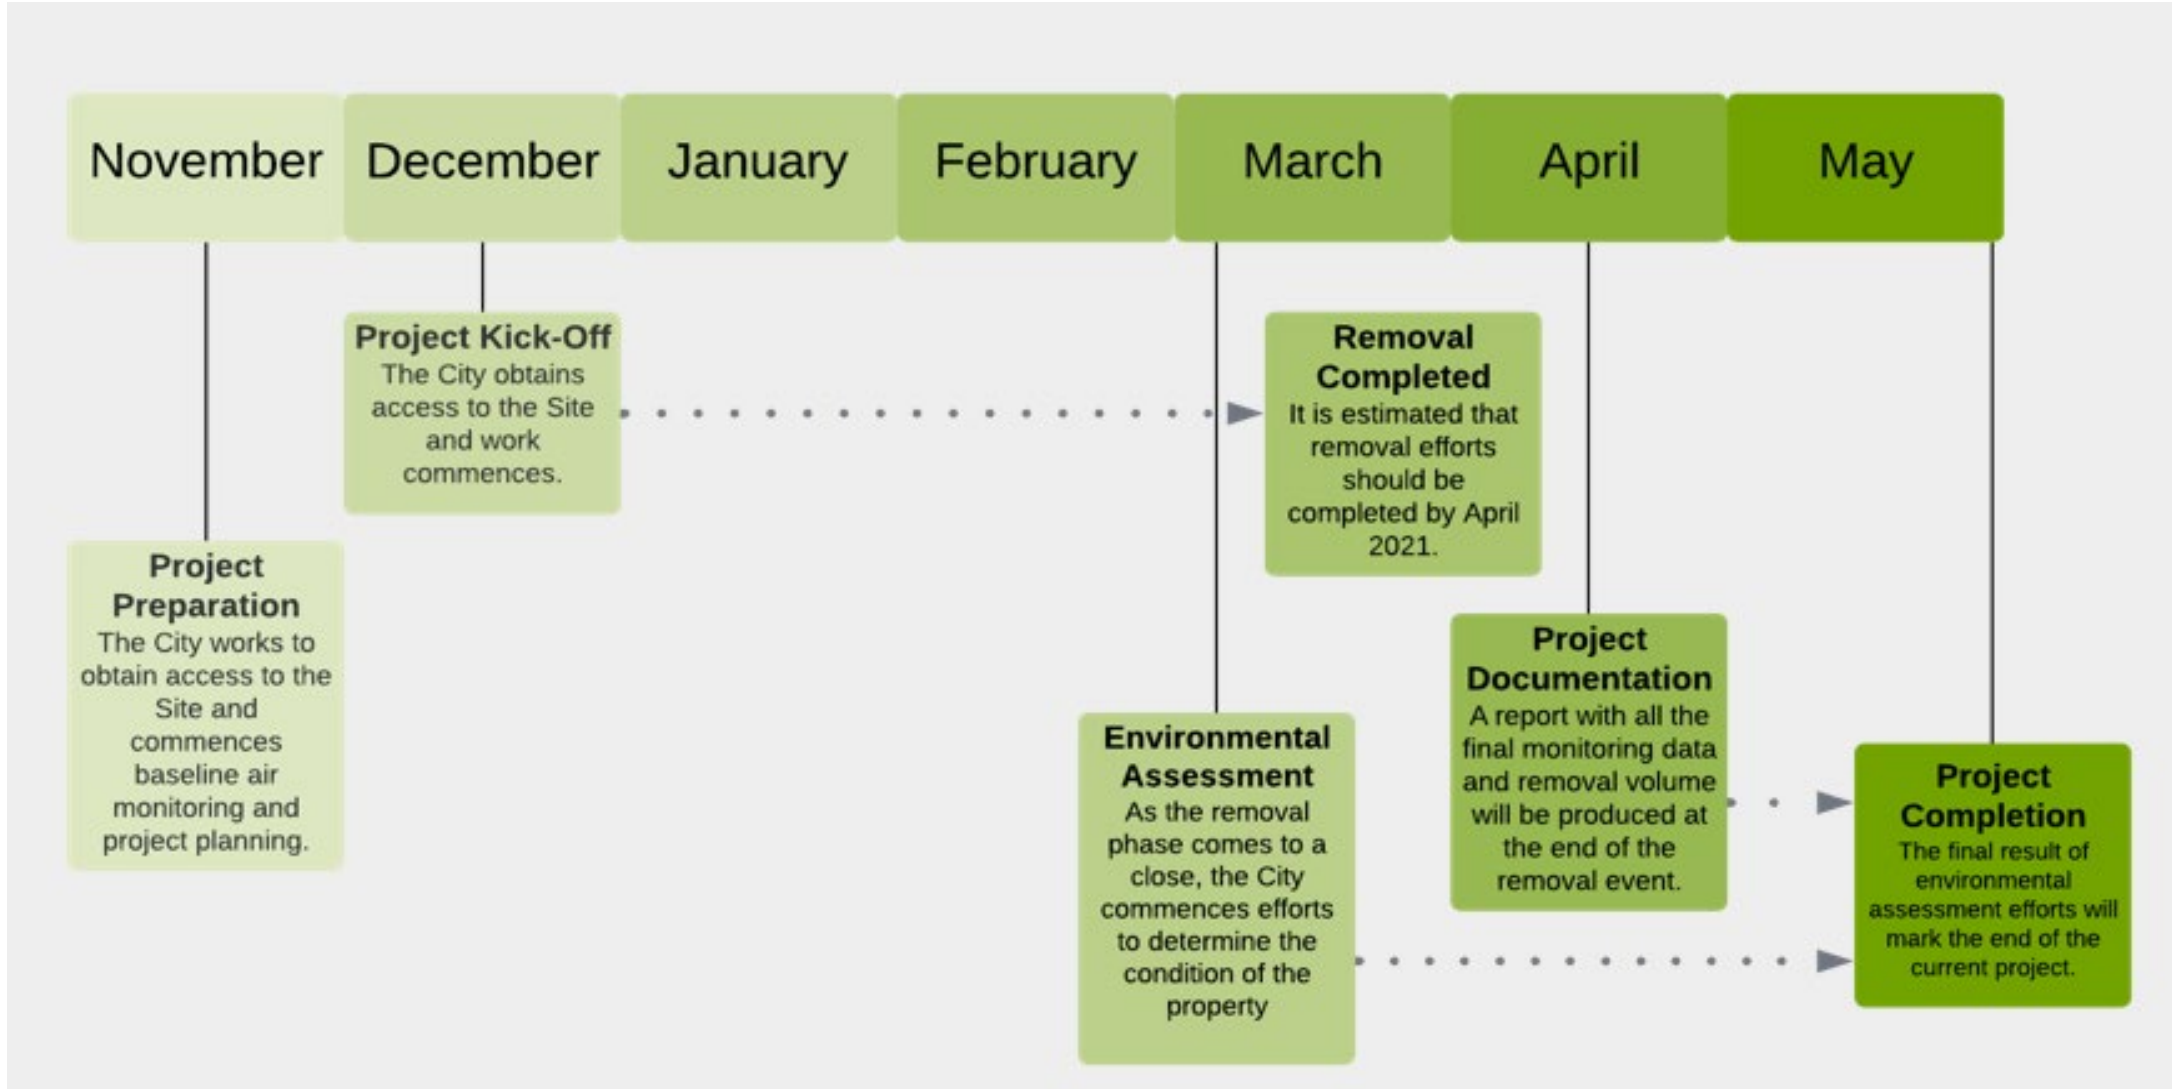 November
December
January
February
March
April
May
Project Kick-Off
The City obtains
access to the Site
and work
commences.
Removal
Completed
It is estimated that
removal efforts
should be
completed by April
2021.
Project
Preparation
The City works to
obtain access to the
Site and
commences
baseline air
monitoring and
project planning.
Project
Documentation
A report with all the
final monitoring data
and removal volume
will be produced at
the end of the
removal event.
Environmental
Assessment
As the removal
phase comes to a
close, the City
commences efforts
to determine the
condition of the
property
Project
Completion
The final result of
environmental
assessment efforts will
mark the end of the
current project.